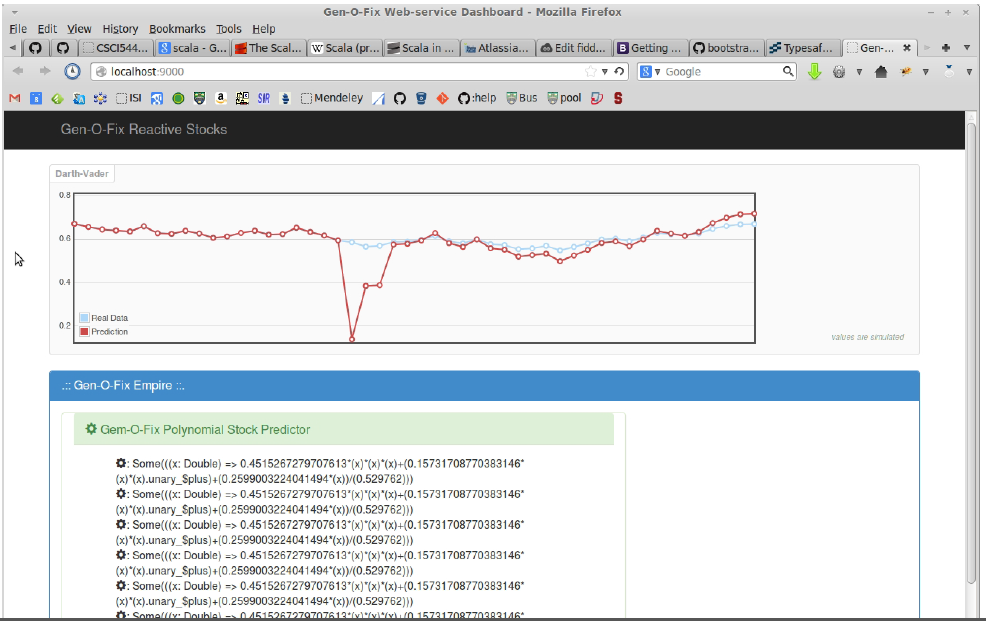 Gen-O-Fix Web-service Dashboard - Mozilla Firefox
File Edit View History Bookmarks Tools Help
CSCI544... scala - G... The Scal... Scala (pr... Scala in ... Atlassia... Edit fidd... Getting ... bootstra... Typesaf... Gen-...
localhost:9000
Google
ISI Mendeley :help Bus pool
Gen-O-Fix Reactive Stocks
Darth-Vader
0.8
0.6
0.4
0.2
Real Data
Prediction
values are simulated
.:: Gen-O-Fix Empire ::.
Gem-O-Fix Polynomial Stock Predictor
: Some(((x: Double) => 0.4515267279707613*(x)*(x)*(x)+(0.15731708770383146*
(x)*(x).unary_$plus)+(0.2599003224041494*(x))/(0.529762)))
: Some(((x: Double) => 0.4515267279707613*(x)*(x)*(x)+(0.15731708770383146*
(x)*(x).unary_$plus)+(0.2599003224041494*(x))/(0.529762)))
: Some(((x: Double) => 0.4515267279707613*(x)*(x)*(x)+(0.15731708770383146*
(x)*(x).unary_$plus)+(0.2599003224041494*(x))/(0.529762)))
: Some(((x: Double) => 0.4515267279707613*(x)*(x)*(x)+(0.15731708770383146*
(x)*(x).unary_$plus)+(0.2599003224041494*(x))/(0.529762)))
: Some(((x: Double) => 0.4515267279707613*(x)*(x)*(x)+(0.15731708770383146*
(x)*(x).unary_$plus)+(0.2599003224041494*(x))/(0.529762)))
: Some(((x: Double) => 0.4515267279707613*(x)*(x)*(x)+(0.15731708770383146*